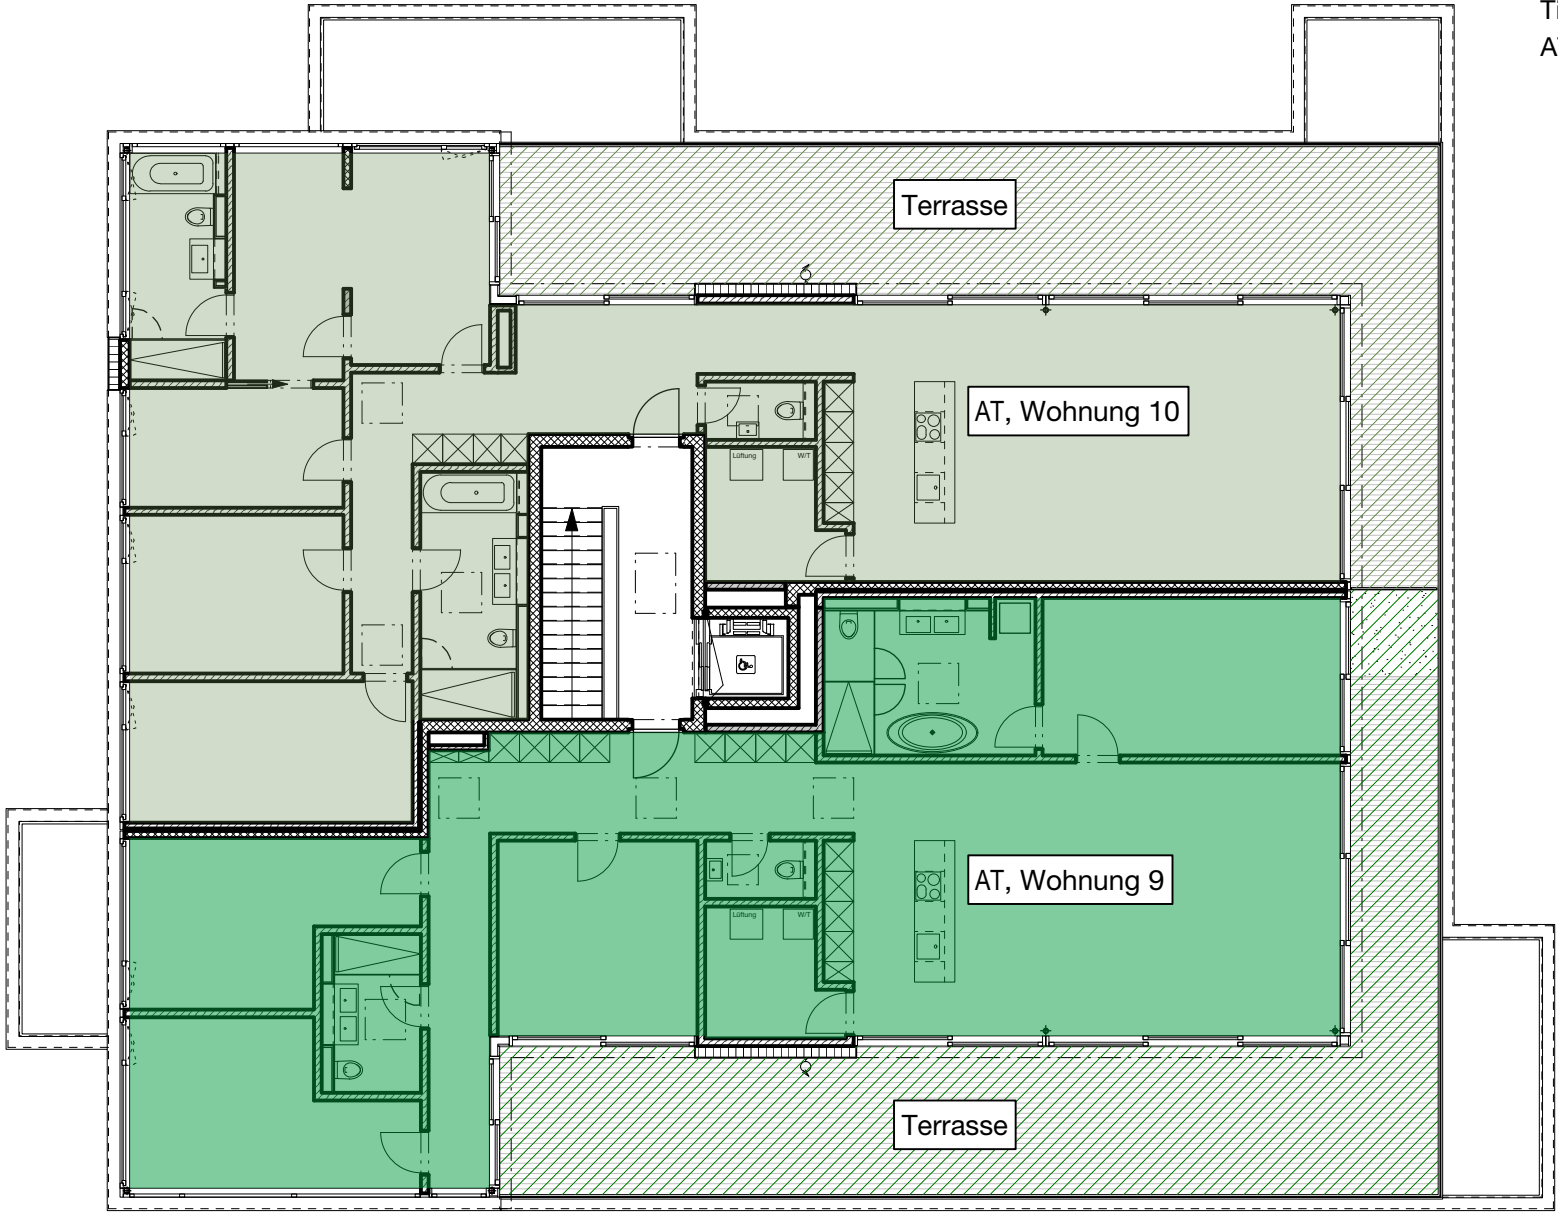 Terrasse
AT, Wohnung 10
Lüftung
W/T
AT, Wohnung 9
Lüftung
W/T
Terrasse